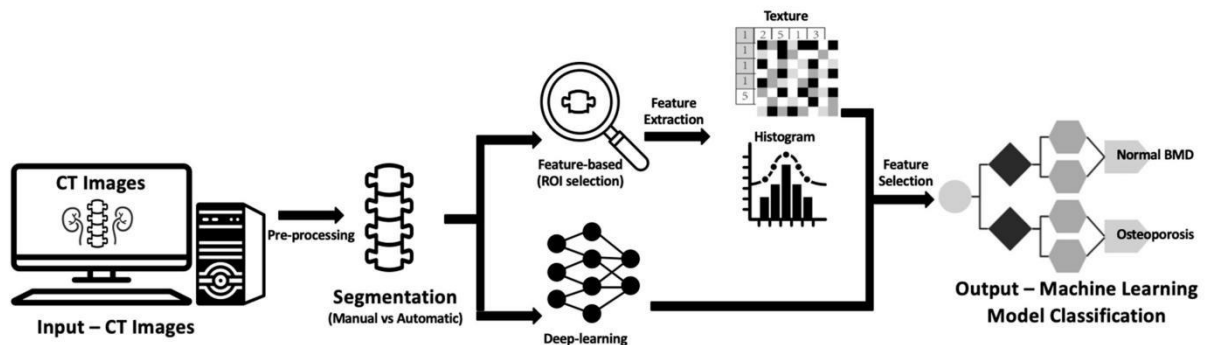 CT Images
Input – CT Images
Pre-processing
Segmentation
(Manual vs Automatic)
Feature-based
(ROI selection)
Deep-learning
Feature
Extraction
Texture
1 2 5 1 3
1
1
1
5
Histogram
Feature
Selection
Normal BMD
Osteoporosis
Output – Machine Learning
Model Classification